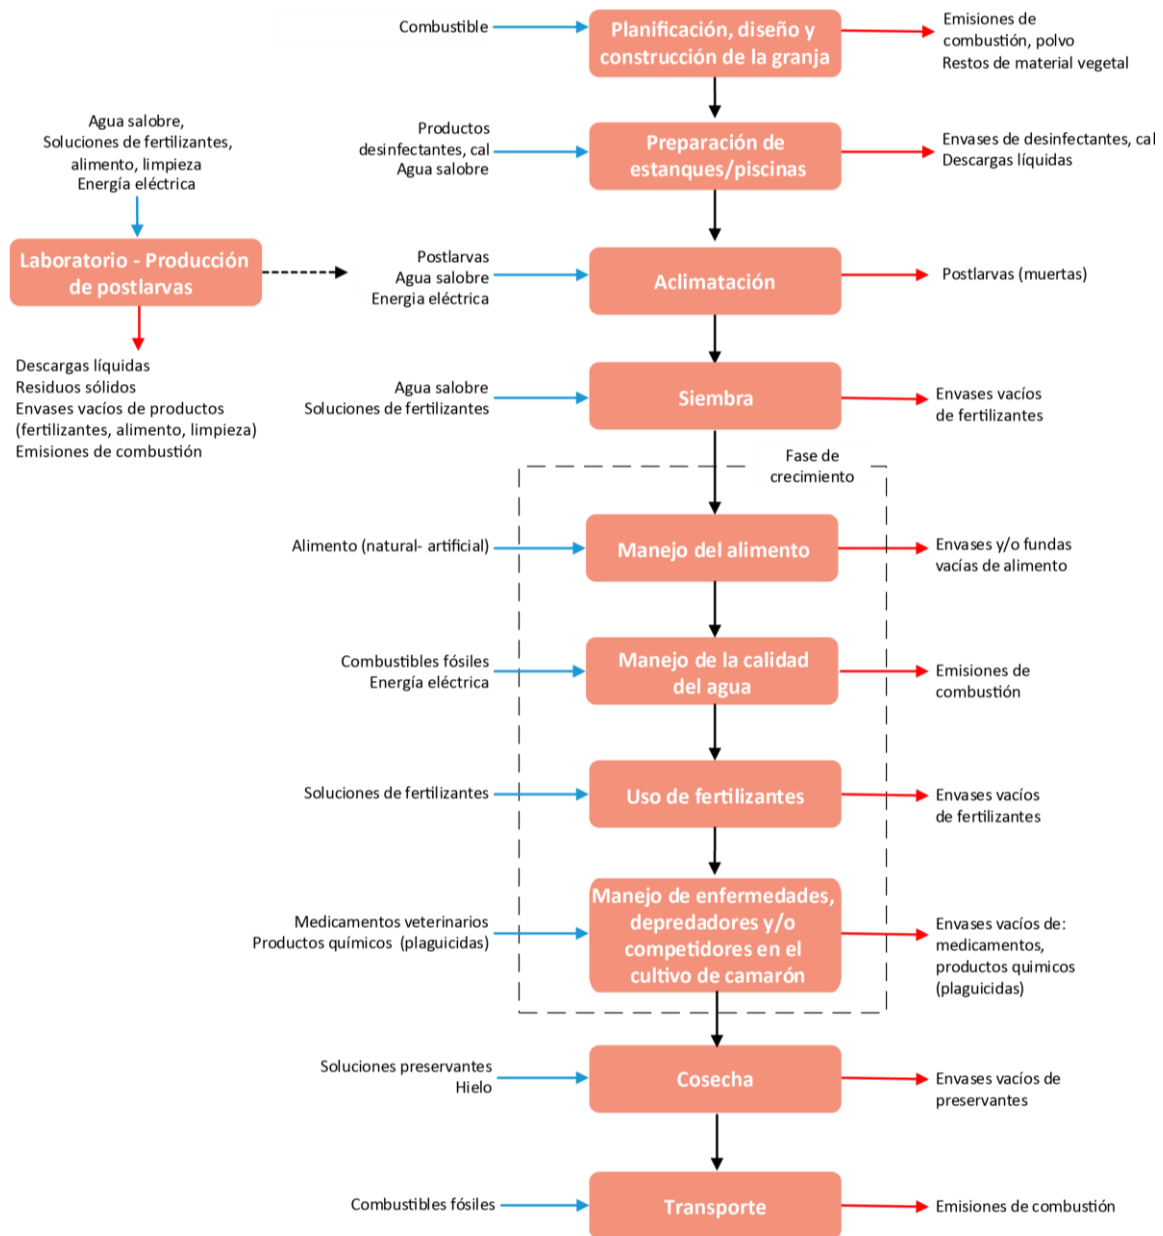 Combustible
Planificación, diseño y
construcción de la granja
Emisiones de
combustión, polvo
Restos de material vegetal
Agua salobre,
Soluciones de fertilizantes,
alimento, limpieza
Energía eléctrica
Productos
desinfectantes, cal
Agua salobre
Preparación de
estanques/piscinas
Envases de desinfectantes, cal
Descargas líquidas
Laboratorio - Producción
de postlarvas
Postlarvas
Agua salobre
Energia eléctrica
Aclimatación
Postlarvas (muertas)
Descargas líquidas
Residuos sólidos
Envases vacíos de productos
(fertilizantes, alimento, limpieza)
Emisiones de combustión
Agua salobre
Soluciones de fertilizantes
Siembra
Envases vacíos
de fertilizantes
Fase de
crecimiento
Alimento (natural- artificial)
Manejo del alimento
Envases y/o fundas
vacías de alimento
Combustibles fósiles
Energía eléctrica
Manejo de la calidad
del agua
Emisiones de
combustión
Soluciones de fertilizantes
Uso de fertilizantes
Envases vacíos
de fertilizantes
Medicamentos veterinarios
Productos químicos (plaguicidas)
Manejo de enfermedades,
depredadores y/o
competidores en el
cultivo de camarón
Envases vacíos de:
medicamentos,
productos quimicos
(plaguicidas)
Soluciones preservantes
Hielo
Cosecha
Envases vacíos de
preservantes
Combustibles fósiles
Transporte
Emisiones de combustión